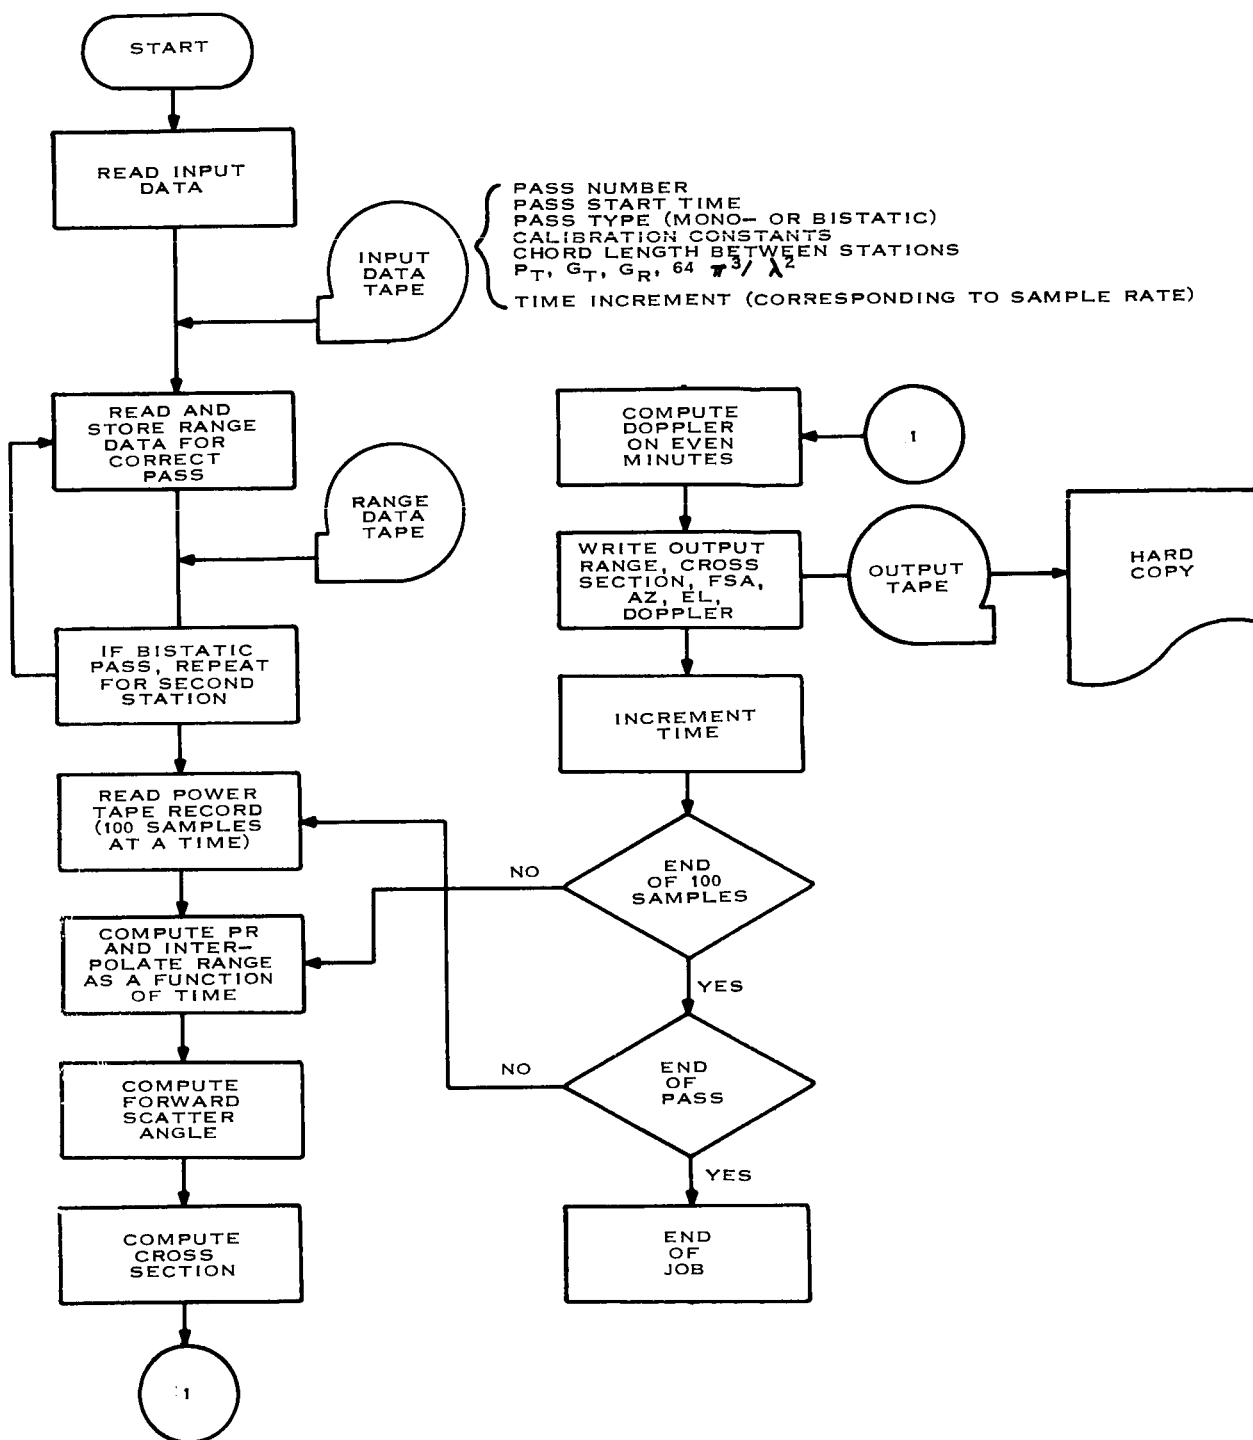 START
READ INPUT
DATA
INPUT
DATA
TAPE
PASS NUMBER
PASS START TIME
PASS TYPE (MONO- OR BISTATIC)
CALIBRATION CONSTANTS
CHORD LENGTH BETWEEN STATIONS
P_T, G_T, G_R, 64 π³/ λ²
TIME INCREMENT (CORRESPONDING TO SAMPLE RATE)
READ AND
STORE RANGE
DATA FOR
CORRECT
PASS
RANGE
DATA
TAPE
IF BISTATIC
PASS, REPEAT
FOR SECOND
STATION
READ POWER
TAPE RECORD
(100 SAMPLES
AT A TIME)
COMPUTE PR
AND INTER-
POLATE RANGE
AS A FUNCTION
OF TIME
COMPUTE
FORWARD
SCATTER
ANGLE
COMPUTE
CROSS
SECTION
1
COMPUTE
DOPPLER
ON EVEN
MINUTES
1
WRITE OUTPUT
RANGE, CROSS
SECTION, FSA,
AZ, EL,
DOPPLER
OUTPUT
TAPE
HARD
COPY
INCREMENT
TIME
END
OF 100
SAMPLES
NO
YES
END
OF
PASS
NO
YES
END
OF
JOB